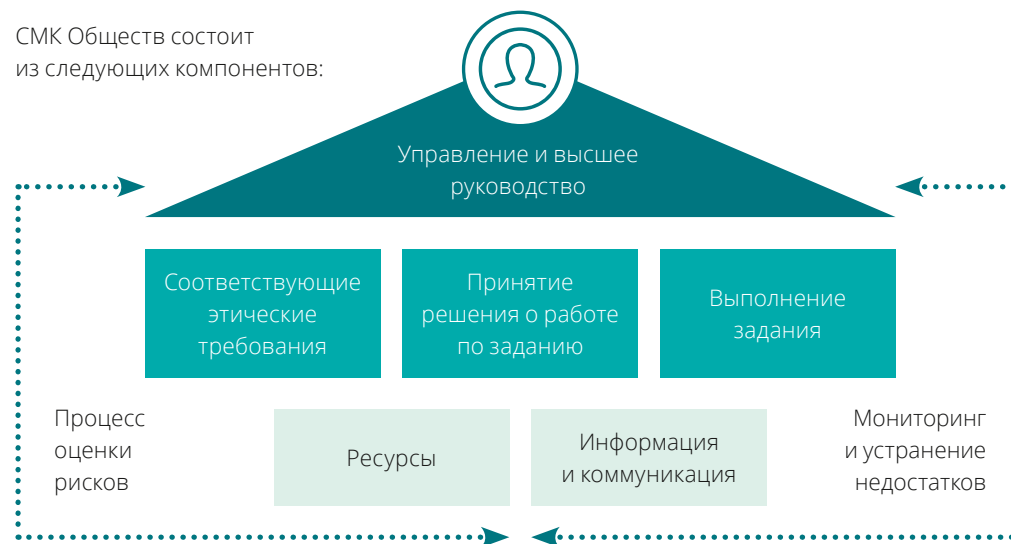 СМК Обществ состоит
из следующих компонентов:
Управление и высшее
руководство
Соответствующие
этические
требования
Принятие
решения о работе
по заданию
Выполнение
задания
Процесс
оценки
рисков
Ресурсы
Информация
и коммуникация
Мониторинг
и устранение
недостатков